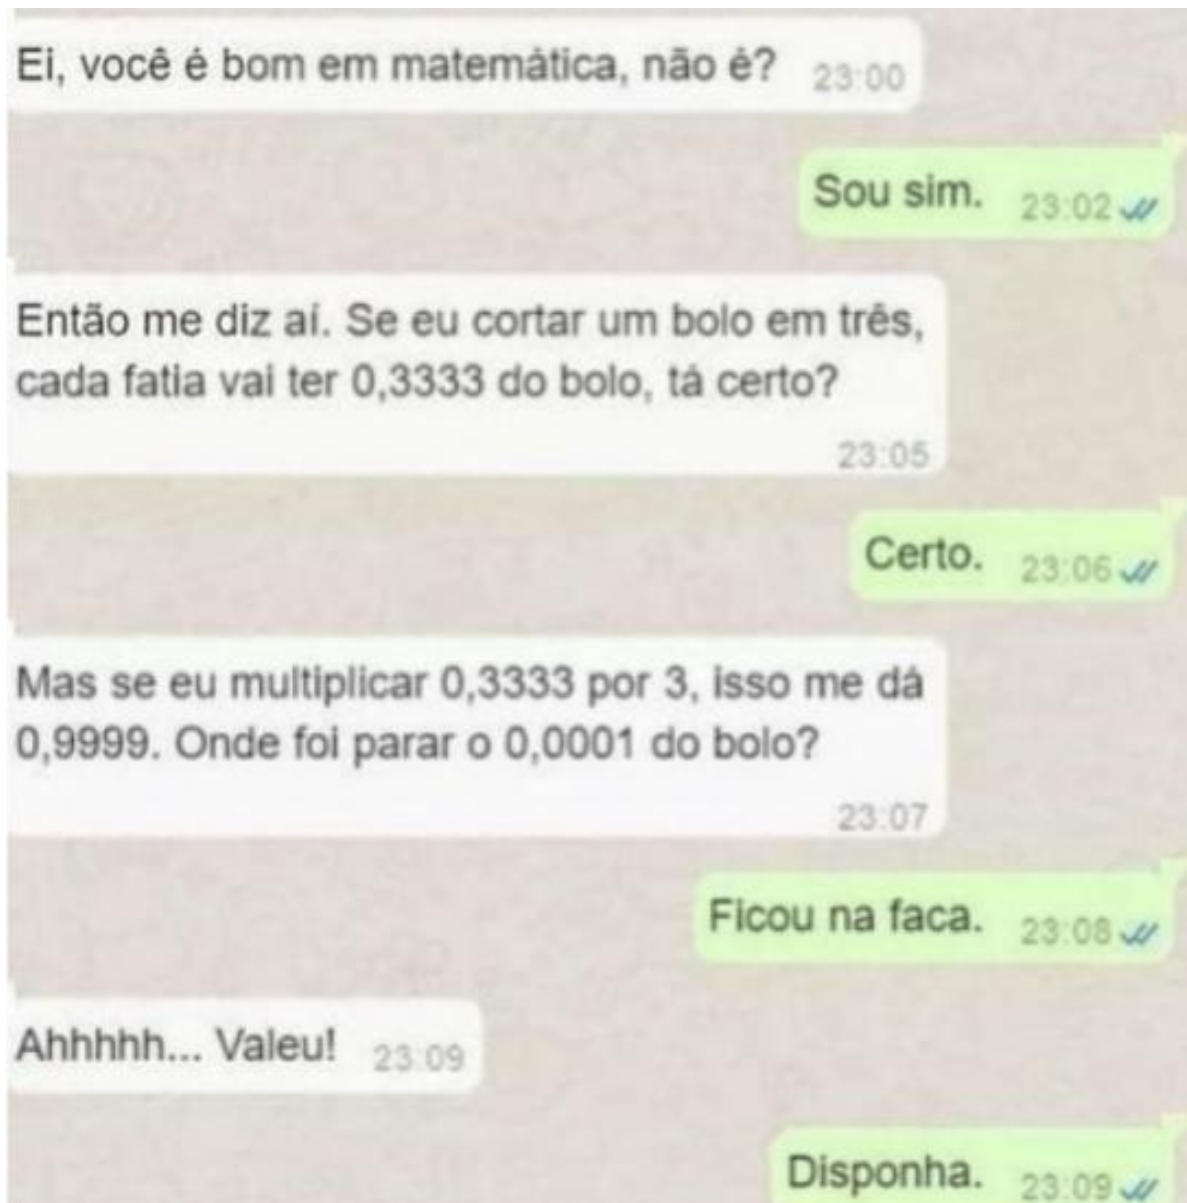 Ei, você é bom em matemática, não é? 23:00
Sou sim. 23:02
Então me diz aí. Se eu cortar um bolo em três,
cada fatia vai ter 0,3333 do bolo, tá certo?
23:05
Certo. 23:06
Mas se eu multiplicar 0,3333 por 3, isso me dá
0,9999. Onde foi parar o 0,0001 do bolo?
23:07
Ficou na faca. 23:08
Ahhhhh... Valeu! 23:09
Disponha. 23:09